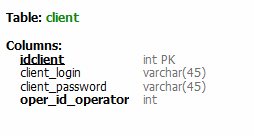 Table: client
Columns:
idclient int PK
client_login varchar(45)
client_password varchar(45)
oper_id_operator int